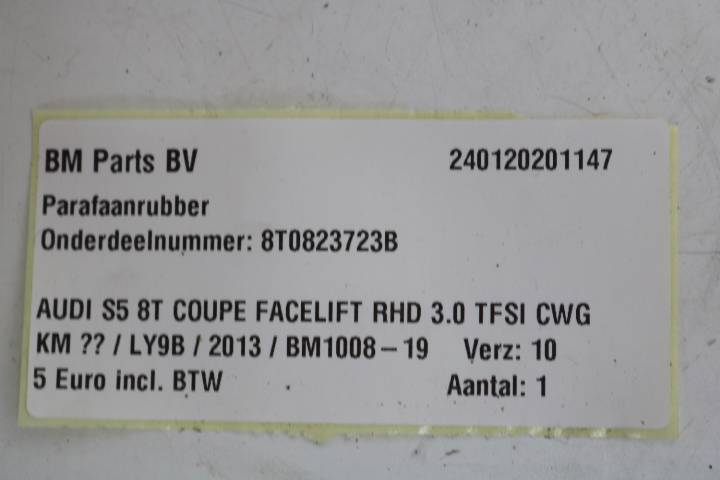 BM Parts BV 240120201147
Parafaanrubber
Onderdeelnummer: 8T0823723B
AUDI S5 8T COUPE FACELIFT RHD 3.0 TFSI CWG
KM ?? / LY9B / 2013 / BM1008-19 Verz: 10
5 Euro incl. BTW Aantal: 1